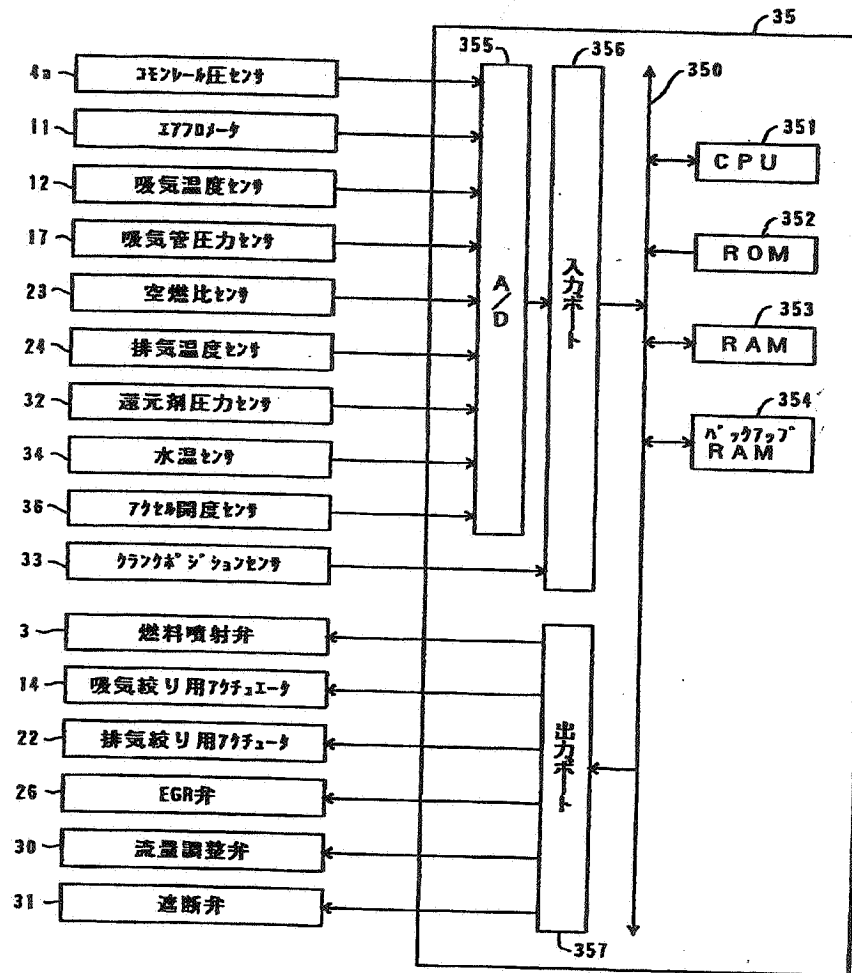 35
355
356
350
4a コモンレール圧センサ
11 エアフロメータ
351
CPU
12 吸気温度センサ
352
ROM
17 吸気管圧力センサ
23 空燃比センサ
A/D
入力ポート
353
RAM
24 排気温度センサ
354
バックアップ
RAM
32 還元剤圧力センサ
34 水温センサ
36 アクセル開度センサ
33 クランクポジションセンサ
3 燃料噴射弁
14 吸気絞り用アクチュエータ
22 排気絞り用アクチュータ
出力ポート
26 EGR弁
30 流量調整弁
31 遮断弁
357